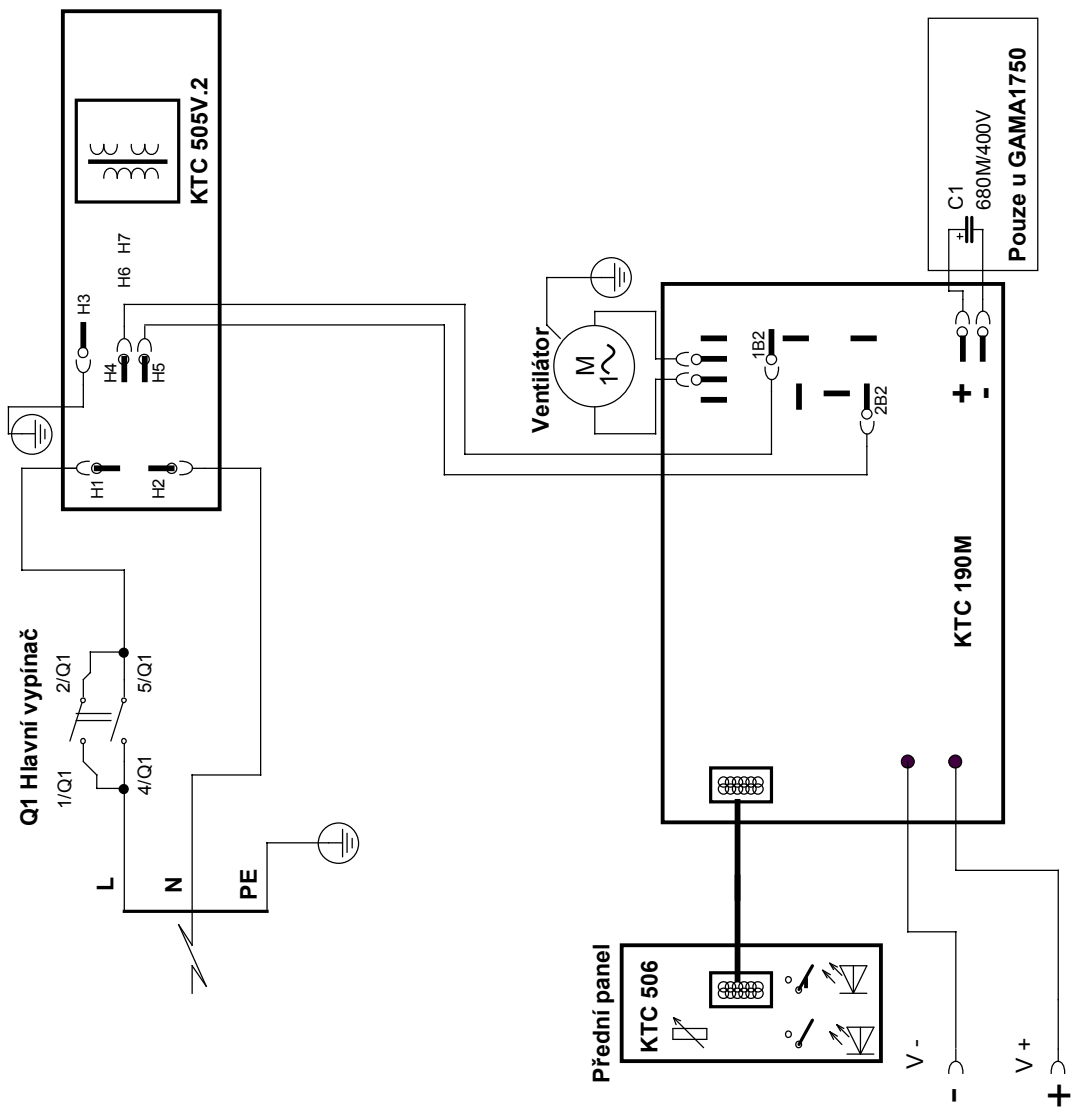 Q1 Hlavní vypínač
1/Q1
2/Q1
4/Q1
5/Q1
L
N
PE
H1
H2
H3
H4
H5
H6
H7
KTC 505V.2
Ventilátor
M
1
1B2
2B2
+
-
KTC 190M
+
C1
680M/400V
Pouze u GAMA1750
Přední panel
KTC 506
V -
-
V +
+